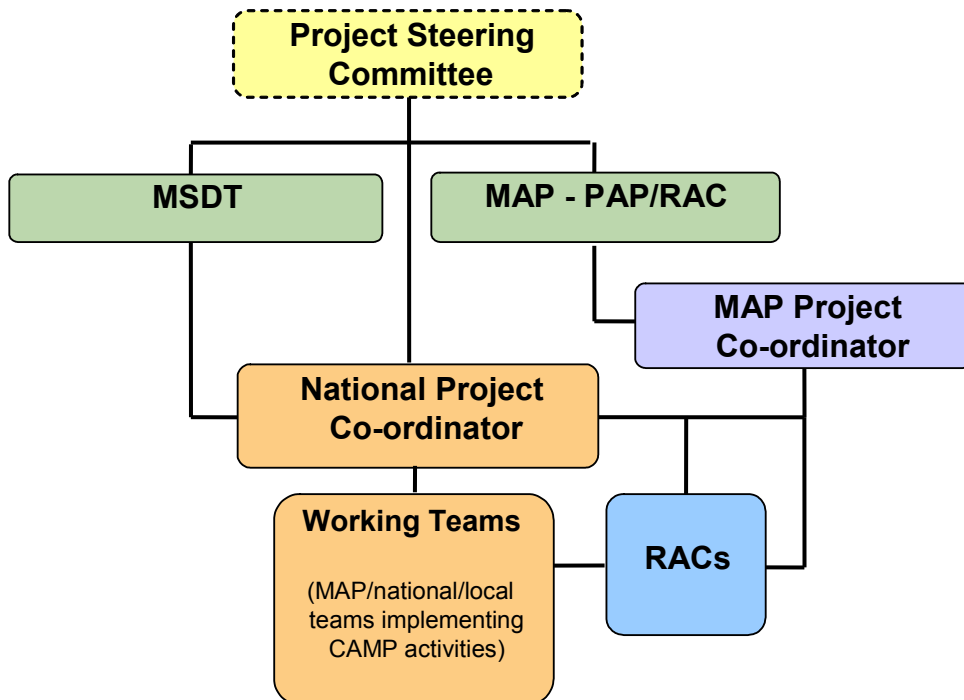 Project Steering
Committee
MSDT
MAP - PAP/RAC
MAP Project
Co-ordinator
National Project
Co-ordinator
Working Teams
(MAP/national/local
teams implementing
CAMP activities)
RACs